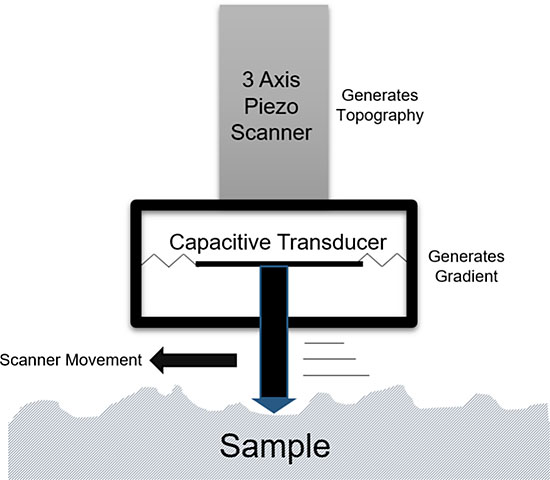 3 Axis
Piezo
Scanner
Generates
Topography
Capacitive Transducer
Generates
Gradient
Scanner Movement
Sample